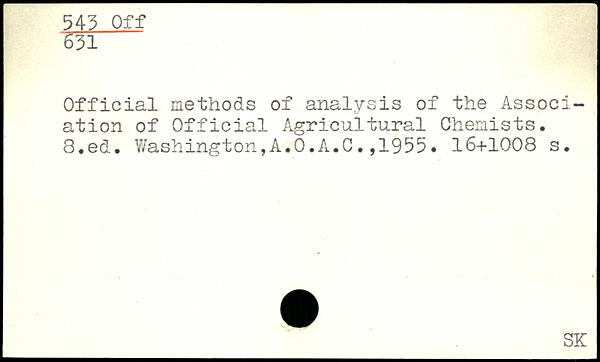 543 Off
631
Official methods of analysis of the Associ-
ation of Official Agricultural Chemists.
8.ed. Washington,A.O.A.C.,1955. 16+1008 s.
SK